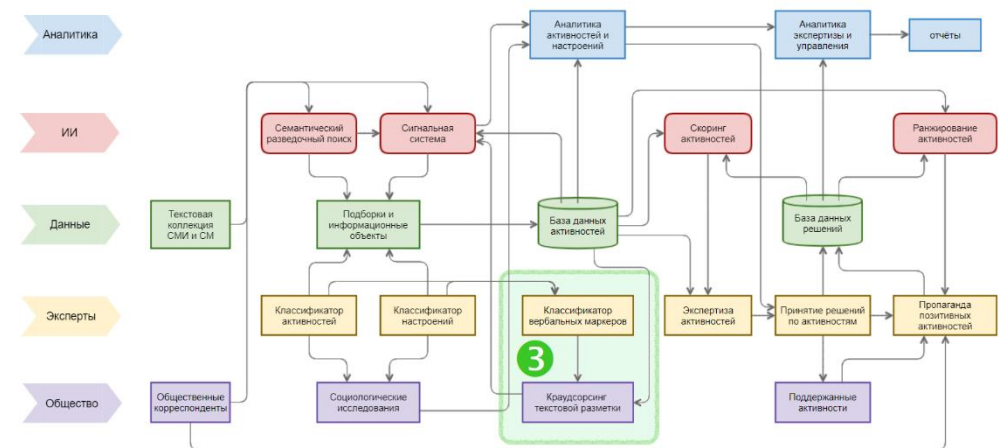 Аналитика
Аналитика
активностей и
настроений
Аналитика
экспертизы и
управления
отчёты
ИИ
Семантический
разведочный поиск
Сигнальная
система
Скоринг
активностей
Ранжирование
активностей
Данные
Текстовая
коллекция
СМИ и СМ
Подборки и
информационные
объекты
База данных
активностей
База данных
решений
Эксперты
Классификатор
активностей
Классификатор
настроений
Классификатор
вербальных маркеров
Экспертиза
активностей
Принятие решений
по активностям
Пропаганда
позитивных
активностей
3
Общество
Общественные
корреспонденты
Социологические
исследования
Краудсорсинг
текстовой разметки
Поддержанные
активности